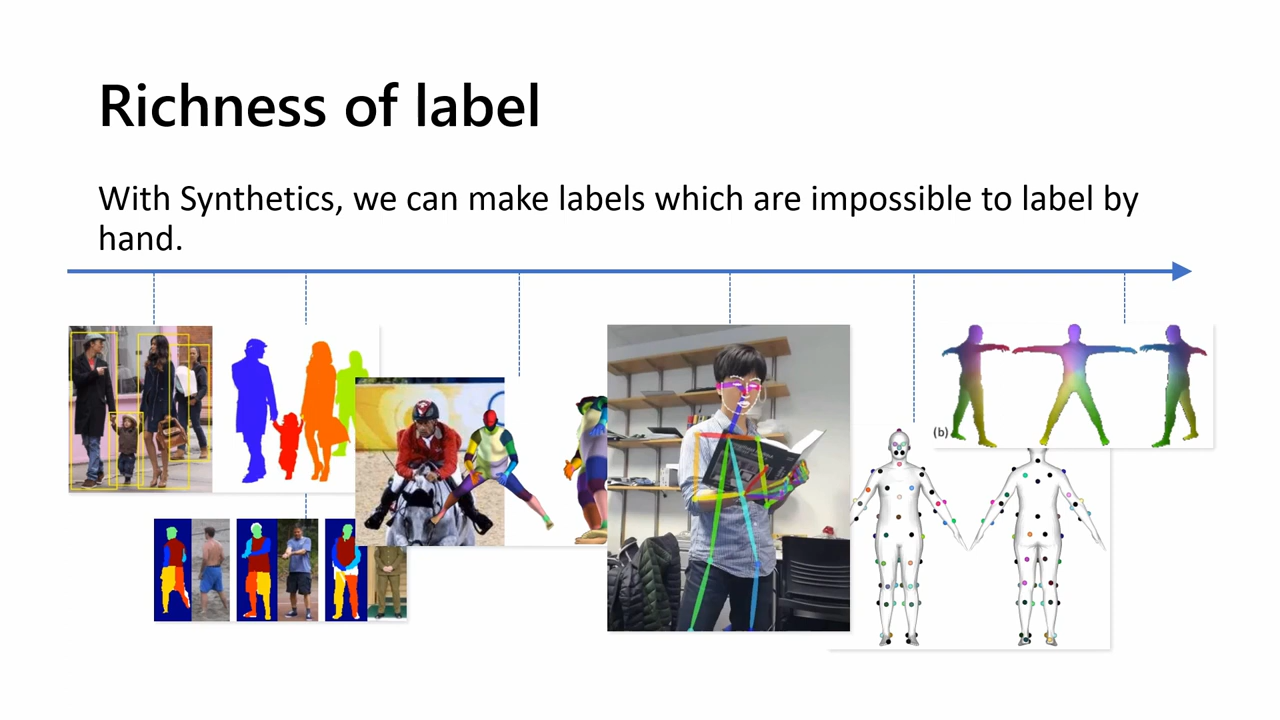 Richness of label
With Synthetics, we can make labels which are impossible to label by
hand.
(b)